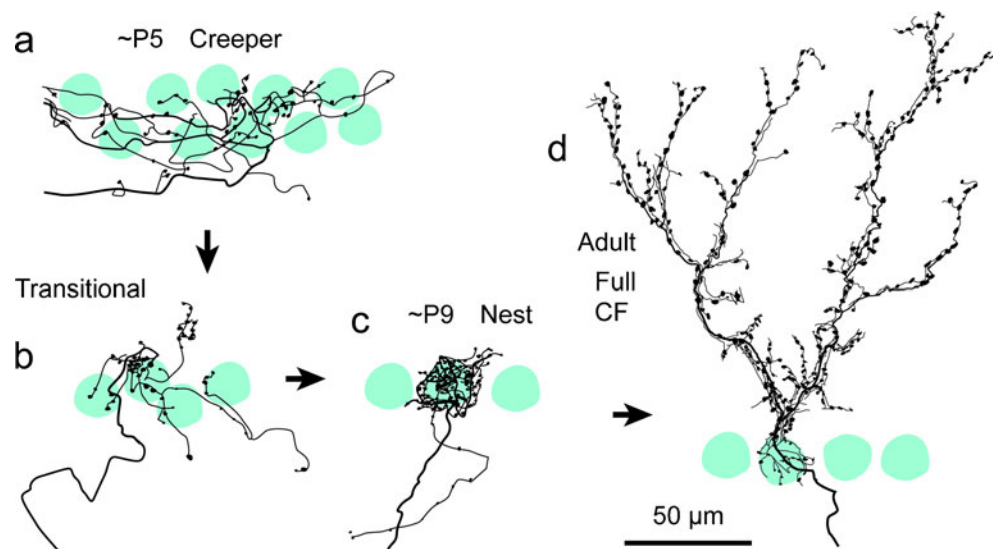 a ~P5 Creeper
Transitional
b
c ~P9 Nest
d
Adult
Full
CF
50 µm